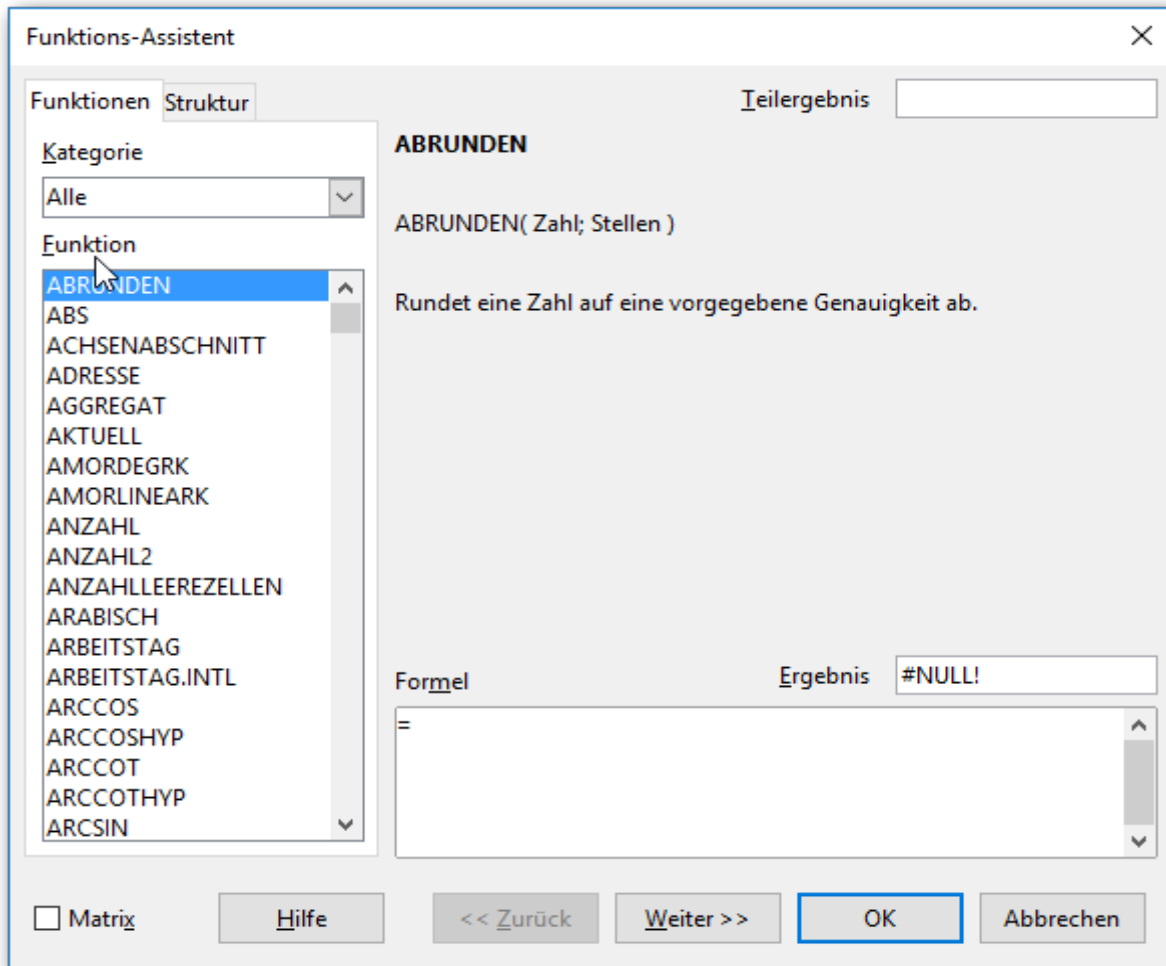 Funktions-Assistent
Funktionen Struktur
Teilergebnis
Kategorie
Alle
Funktion
ABRUNDEN
ABS
ACHSENABSCHNITT
ADRESSE
AGGREGAT
AKTUELL
AMORDEGRK
AMORLINEARK
ANZAHL
ANZAHL2
ANZAHLLEEREZELLEN
ARABISCH
ARBEITSTAG
ARBEITSTAG.INTL
ARCCOS
ARCCOSHYP
ARCCOT
ARCCOTHYP
ARCSIN
ABRUNDEN
ABRUNDEN( Zahl; Stellen )
Rundet eine Zahl auf eine vorgegebene Genauigkeit ab.
Formel
Ergebnis #NULL!
=
Matrix Hilfe << Zurück Weiter >> OK Abbrechen